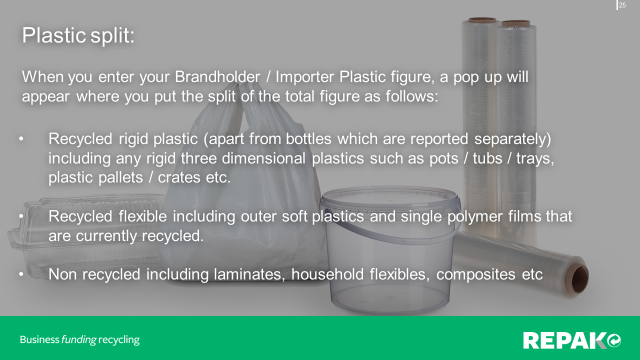 25
Plastic split:
When you enter your Brandholder / Importer Plastic figure, a pop up will
appear where you put the split of the total figure as follows:
• Recycled rigid plastic (apart from bottles which are reported separately)
including any rigid three dimensional plastics such as pots / tubs / trays,
plastic pallets / crates etc.
• Recycled flexible including outer soft plastics and single polymer films that
are currently recycled.
• Non recycled including laminates, household flexibles, composites etc
Business funding recycling
REPAK